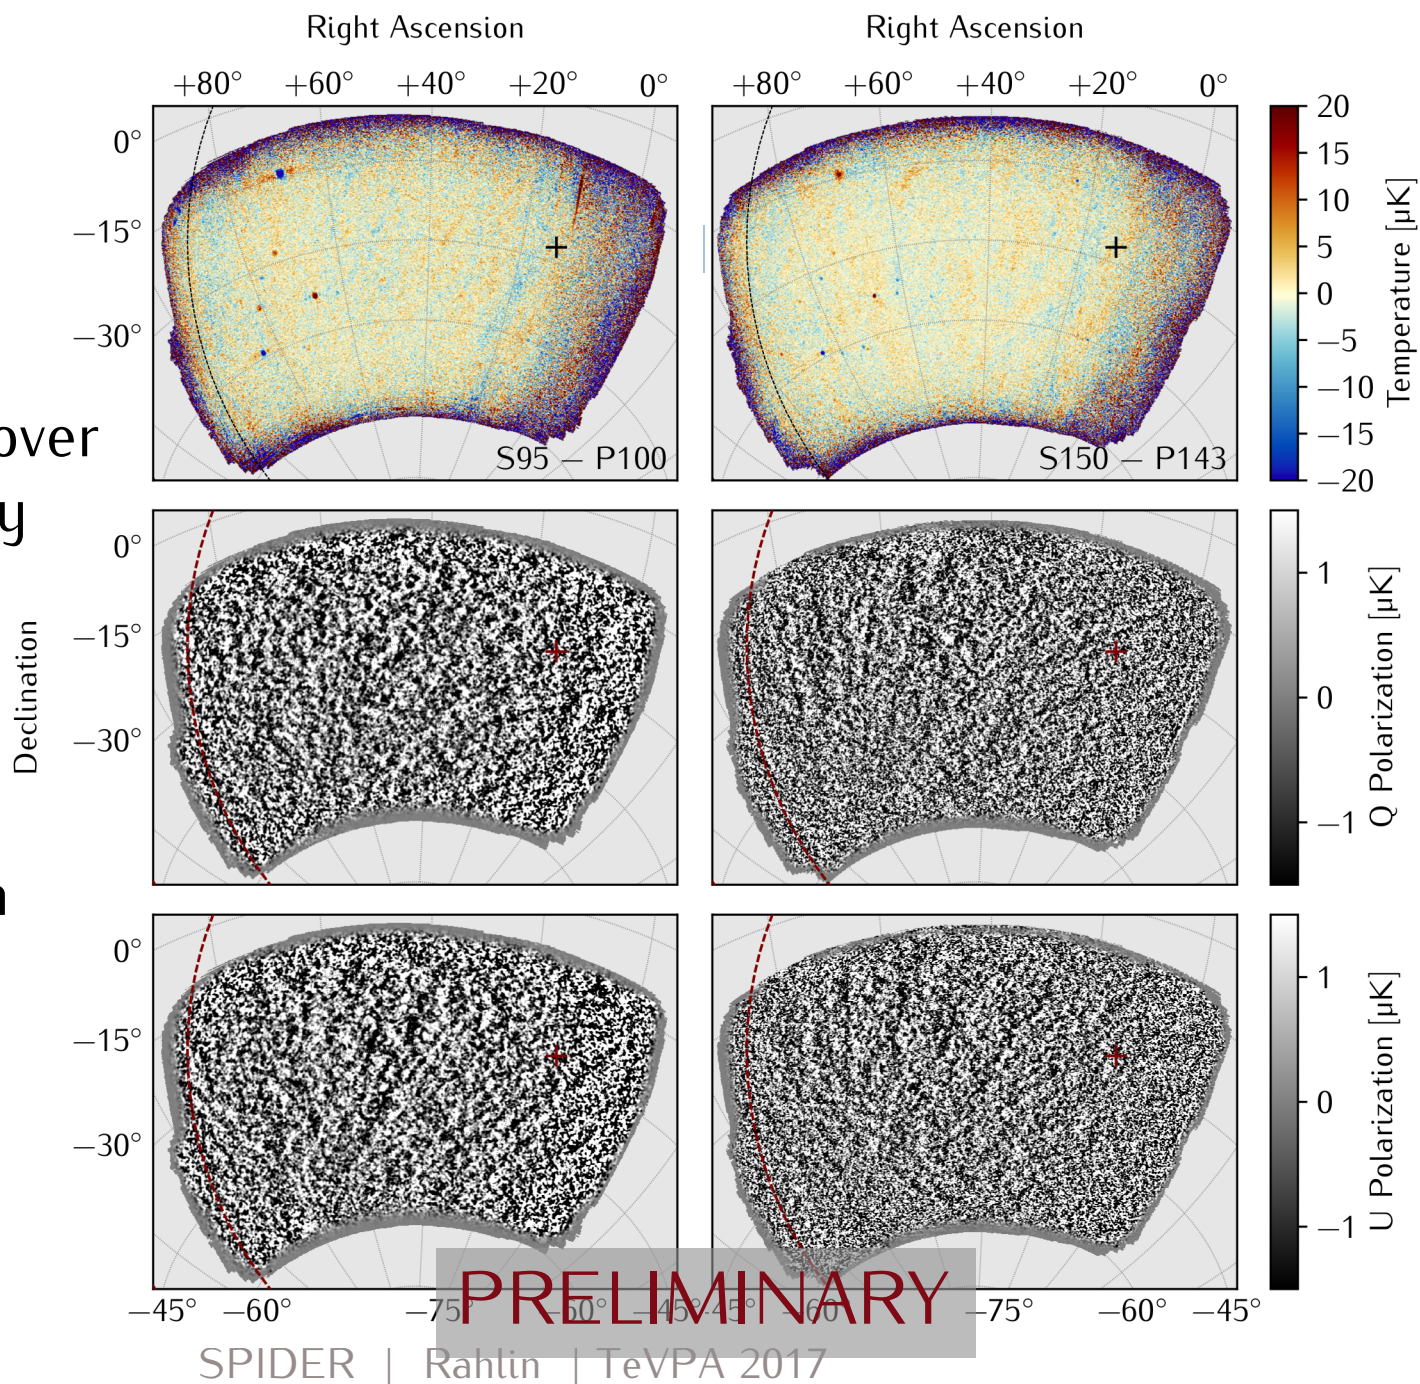 Right Ascension Right Ascension
+80° +60° +40° +20° 0° +80° +60° +40° +20° 0°
0°
−15°
−30°
S95 − P100
S150 − P143
20
15
10
5
0
−5
−10
−15
−20
Temperature [µK]
over
y
n
Declination
0°
−15°
−30°
1
0
−1
Q Polarization [µK]
0°
−15°
−30°
1
0
−1
U Polarization [µK]
−45° −60° −75° −60° −45° −45° −60° −75° −60° −45°
PRELIMINARY
SPIDER | Rahlin | TeVPA 2017